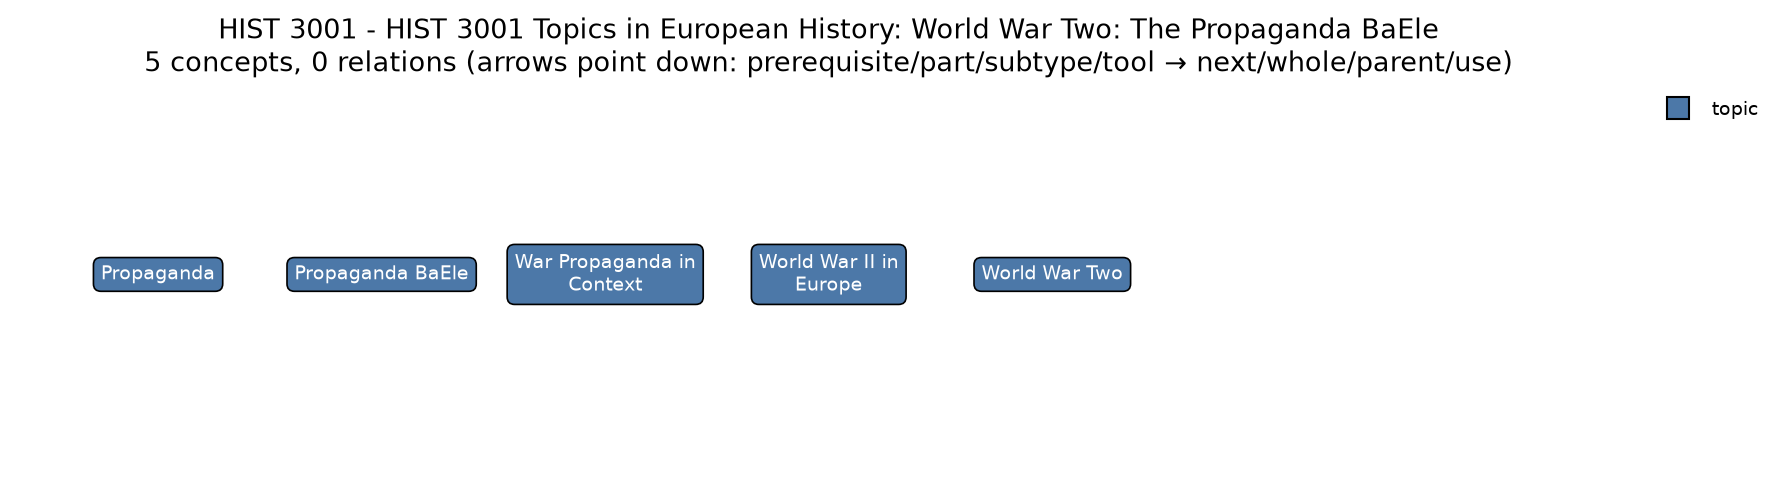 HIST 3001 - HIST 3001 Topics in European History: World War Two: The Propaganda BaEle
5 concepts, 0 relations (arrows point down: prerequisite/part/subtype/tool → next/whole/parent/use)
topic
Propaganda
Propaganda BaEle
War Propaganda in
Context
World War II in
Europe
World War Two